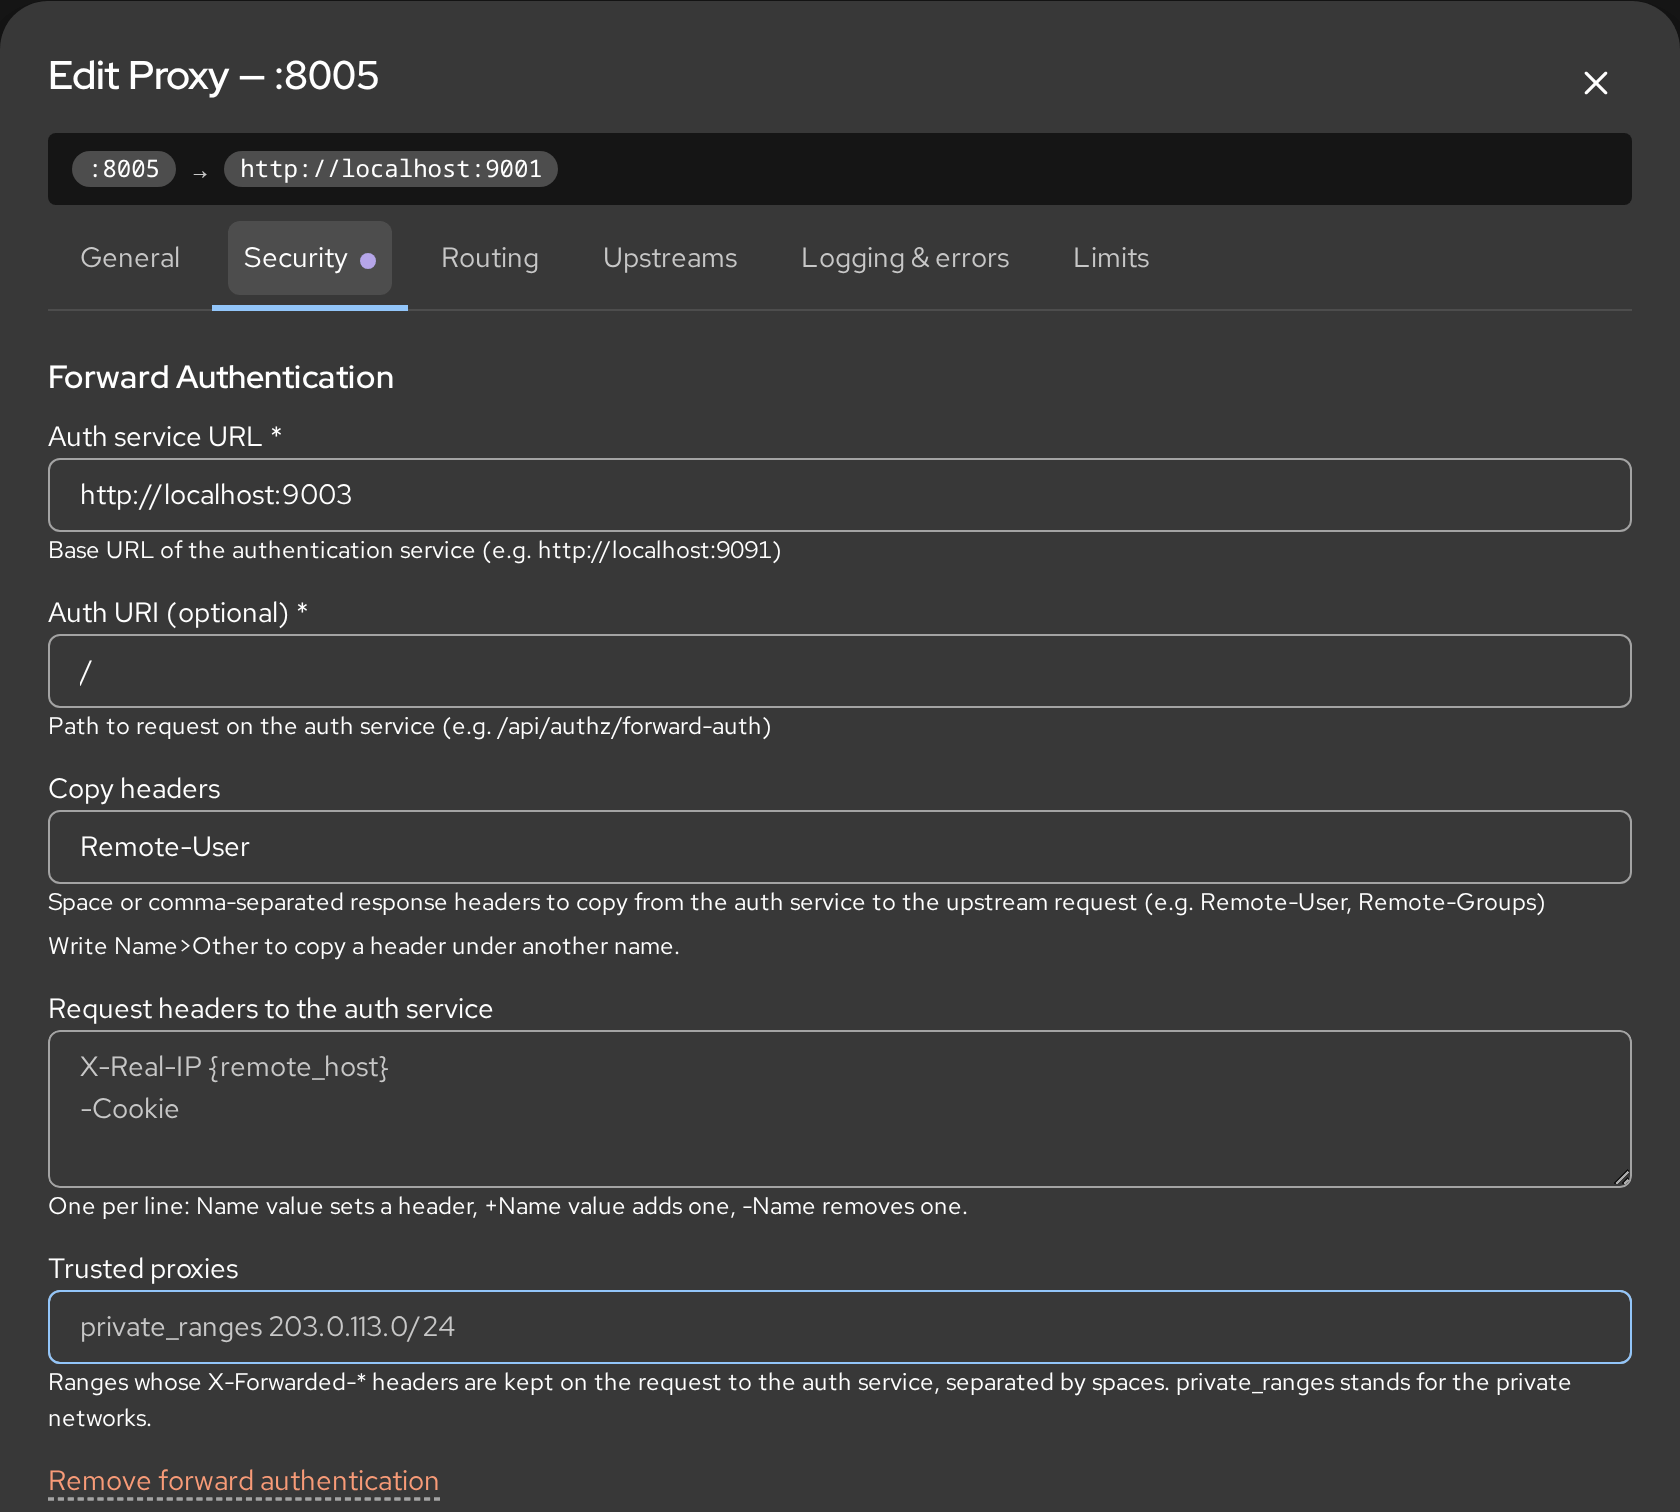 Edit Proxy – :8005
:8005 → http://localhost:9001
General Security Routing Upstreams Logging & errors Limits
Forward Authentication
Auth service URL *
http://localhost:9003
Base URL of the authentication service (e.g. http://localhost:9091)
Auth URI (optional) *
/
Path to request on the auth service (e.g. /api/authz/forward-auth)
Copy headers
Remote-User
Space or comma-separated response headers to copy from the auth service to the upstream request (e.g. Remote-User, Remote-Groups)
Write Name>Other to copy a header under another name.
Request headers to the auth service
X-Real-IP {remote_host}
-Cookie
One per line: Name value sets a header, +Name value adds one, -Name removes one.
Trusted proxies
private_ranges 203.0.113.0/24
Ranges whose X-Forwarded-* headers are kept on the request to the auth service, separated by spaces. private_ranges stands for the private
networks.
Remove forward authentication